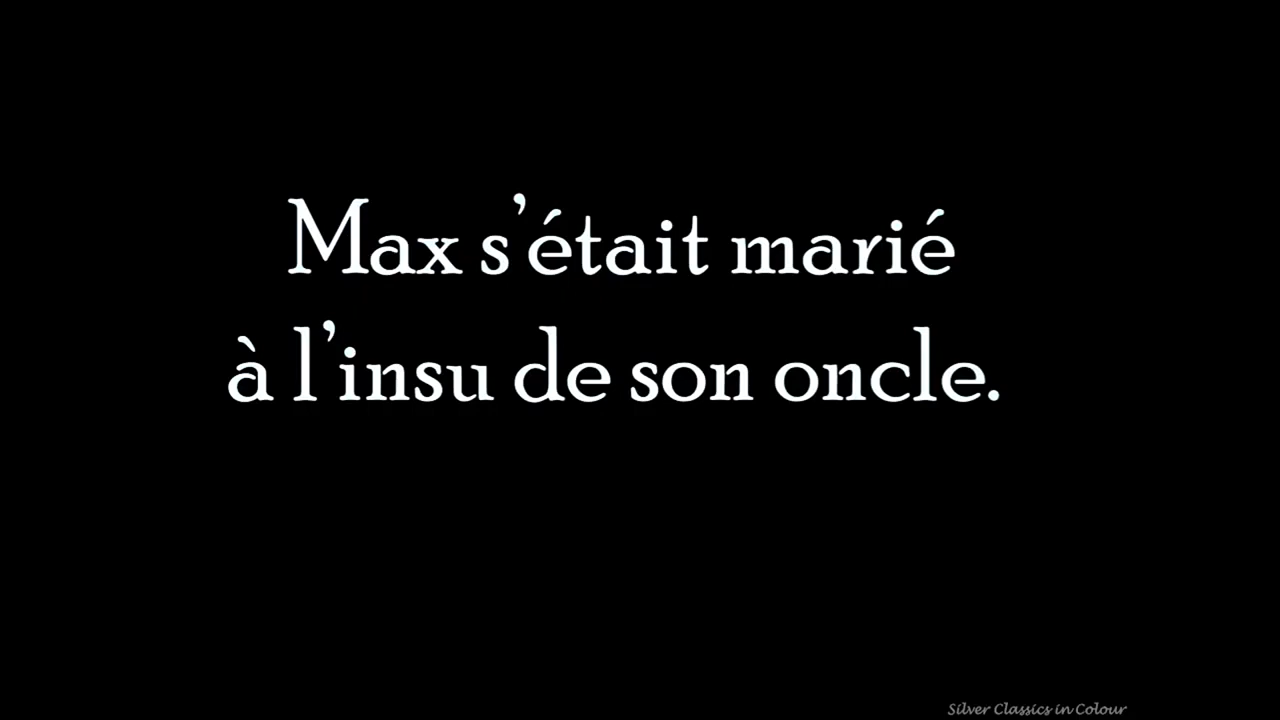 Max s’était marié
à l’insu de son oncle.
Silver Classics in Colour